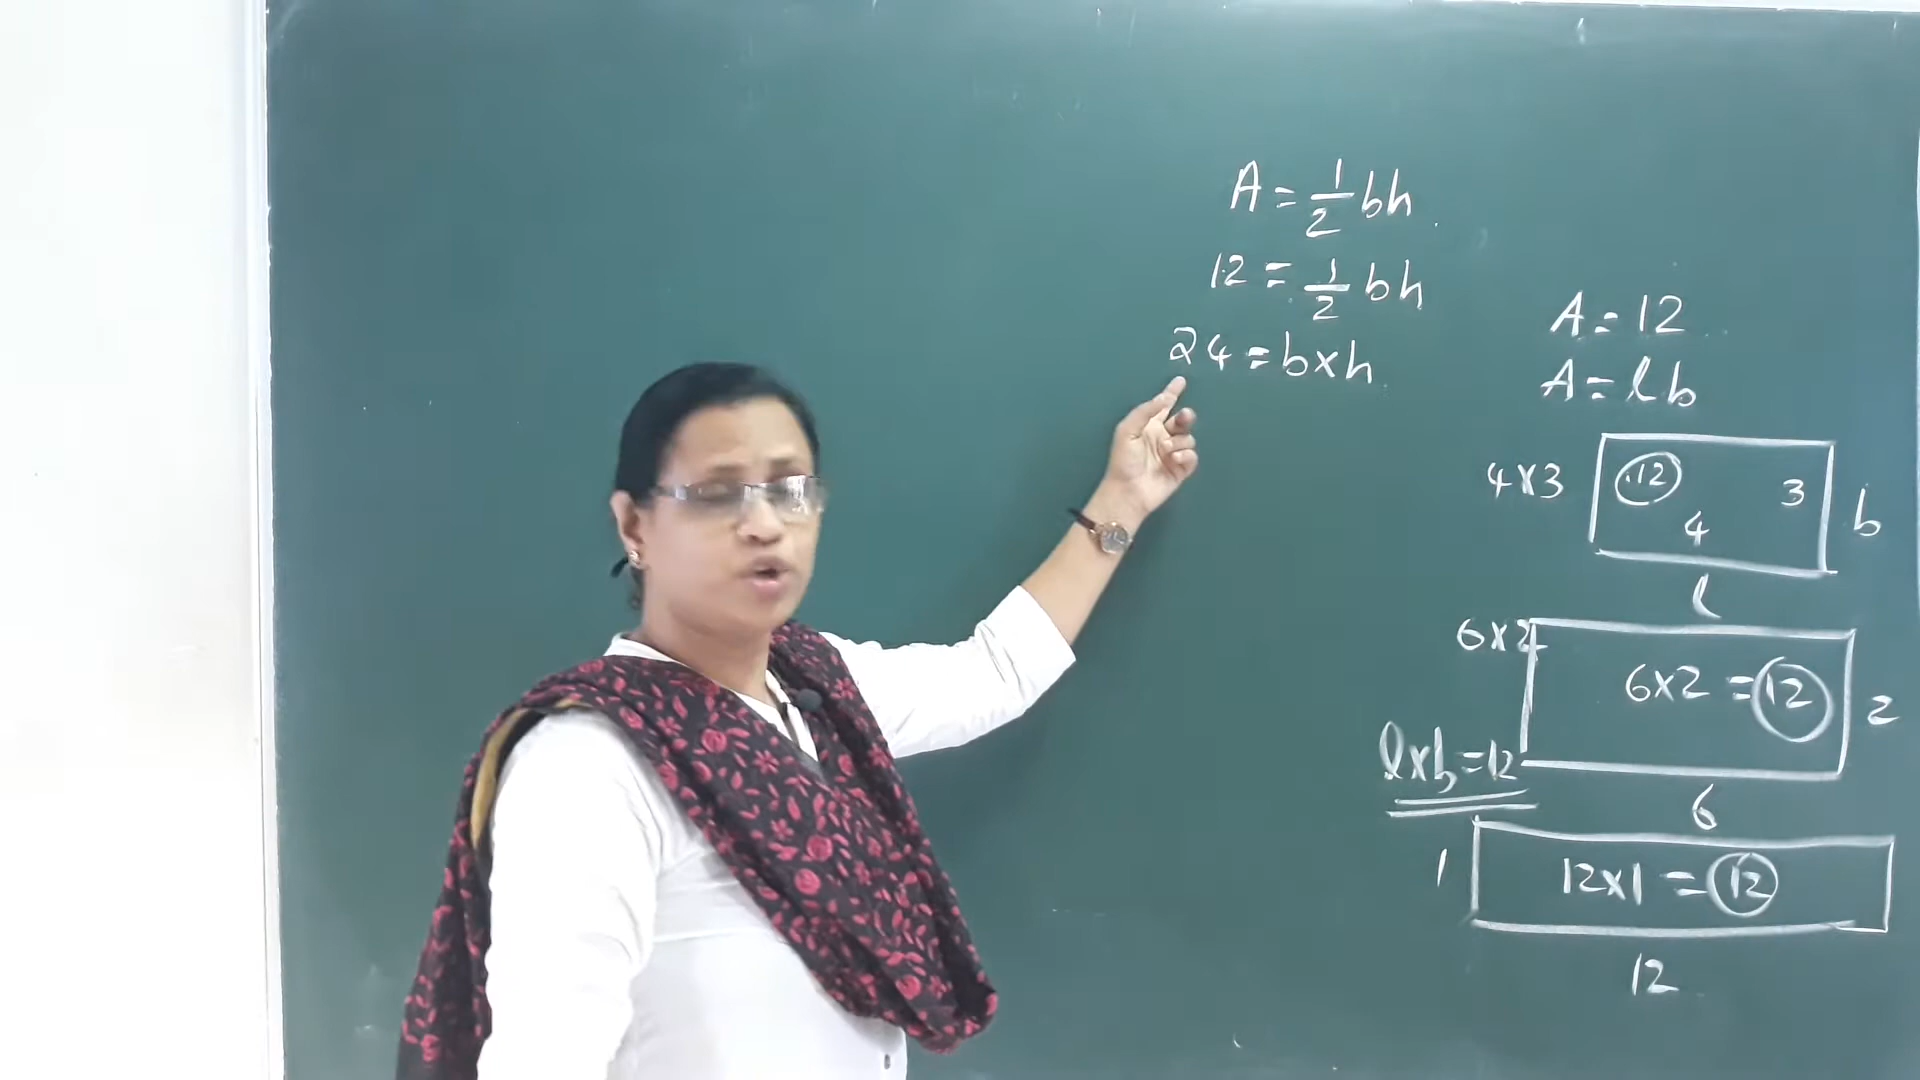 A = 1/2 bh
12 = 1/2 bh
24 = b×h
A = 12
A = lb
4×3
12
3
4
b
l
6×2
6×2 = 12
2
l×b = 12
6
1
12×1 = 12
12